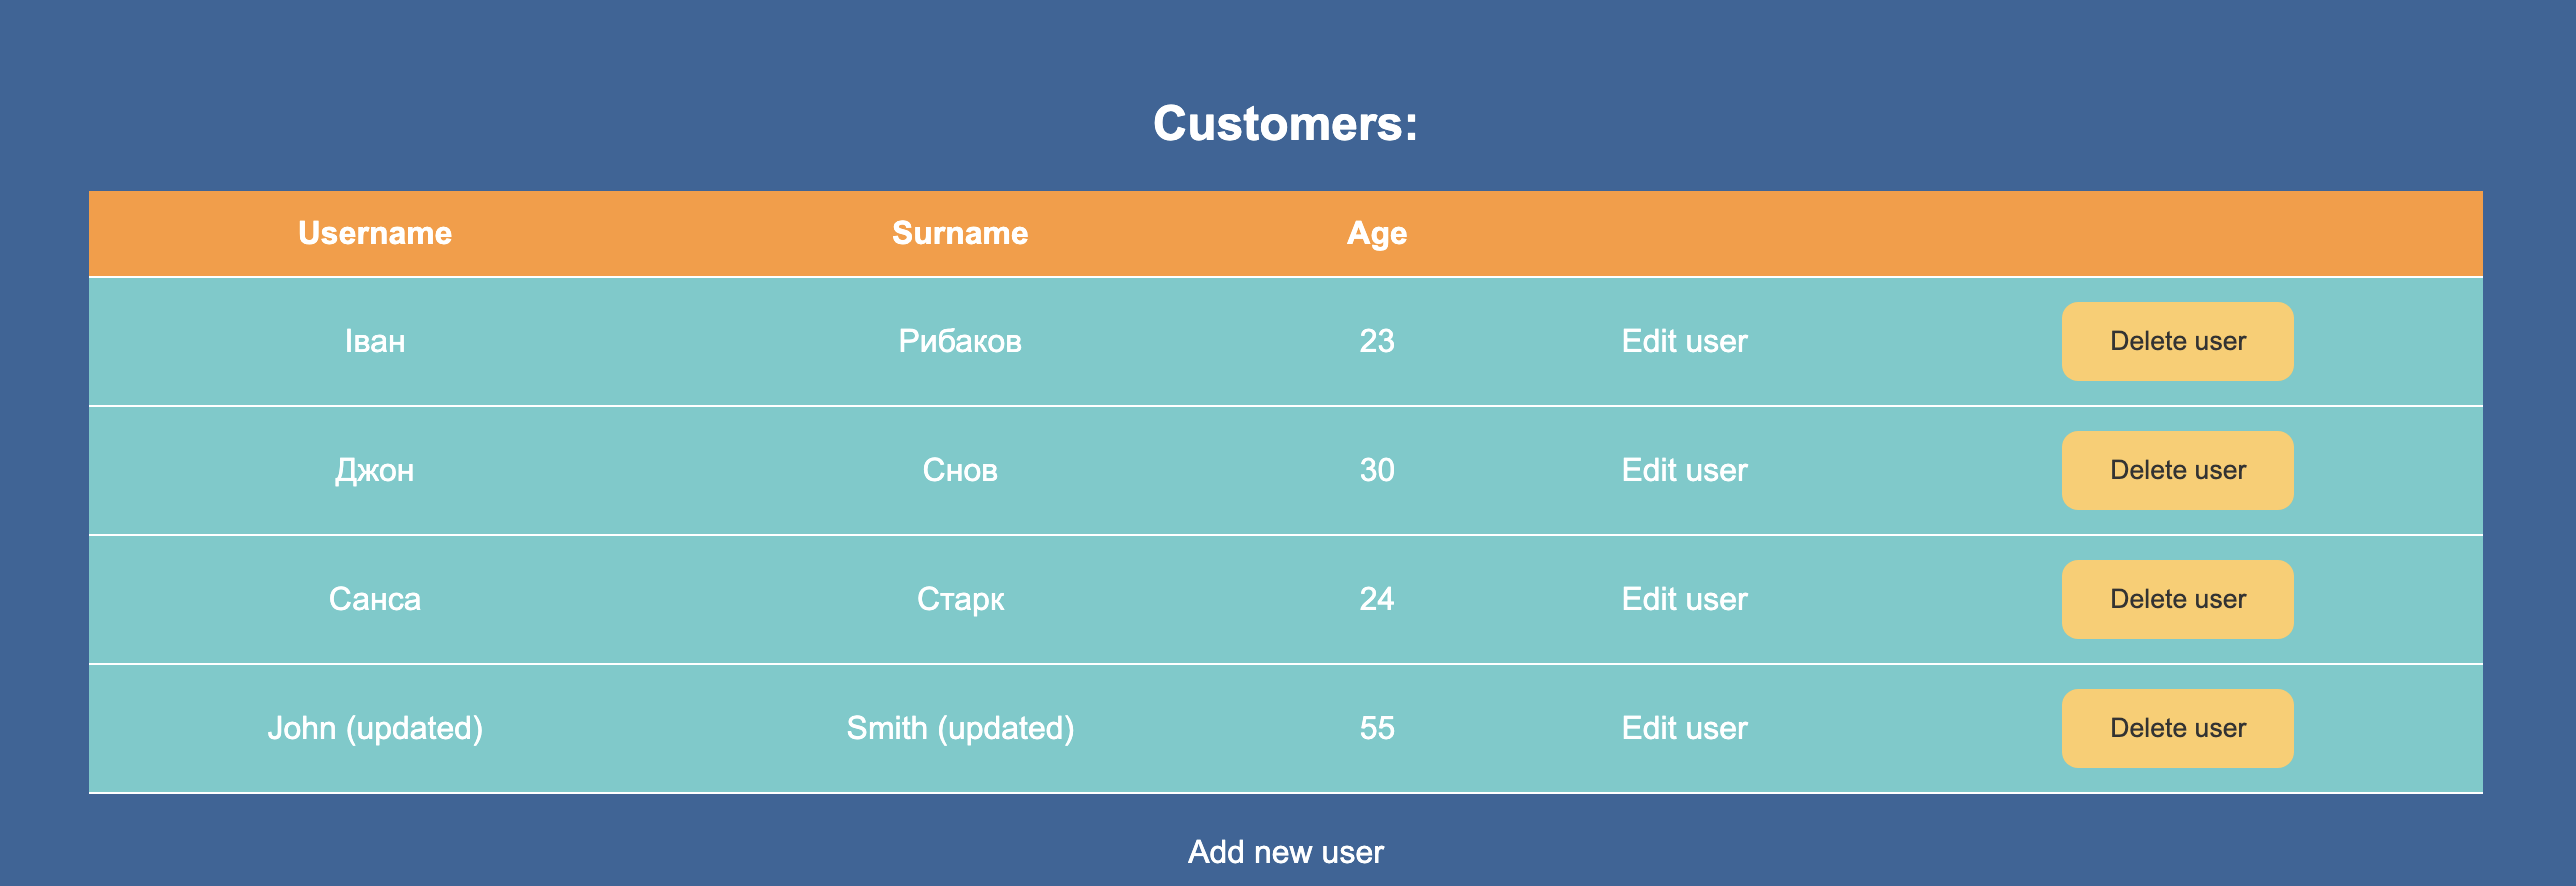 Customers:
Username Surname Age
Іван Рибаков 23 Edit user Delete user
Джон Снов 30 Edit user Delete user
Санса Старк 24 Edit user Delete user
John (updated) Smith (updated) 55 Edit user Delete user
Add new user